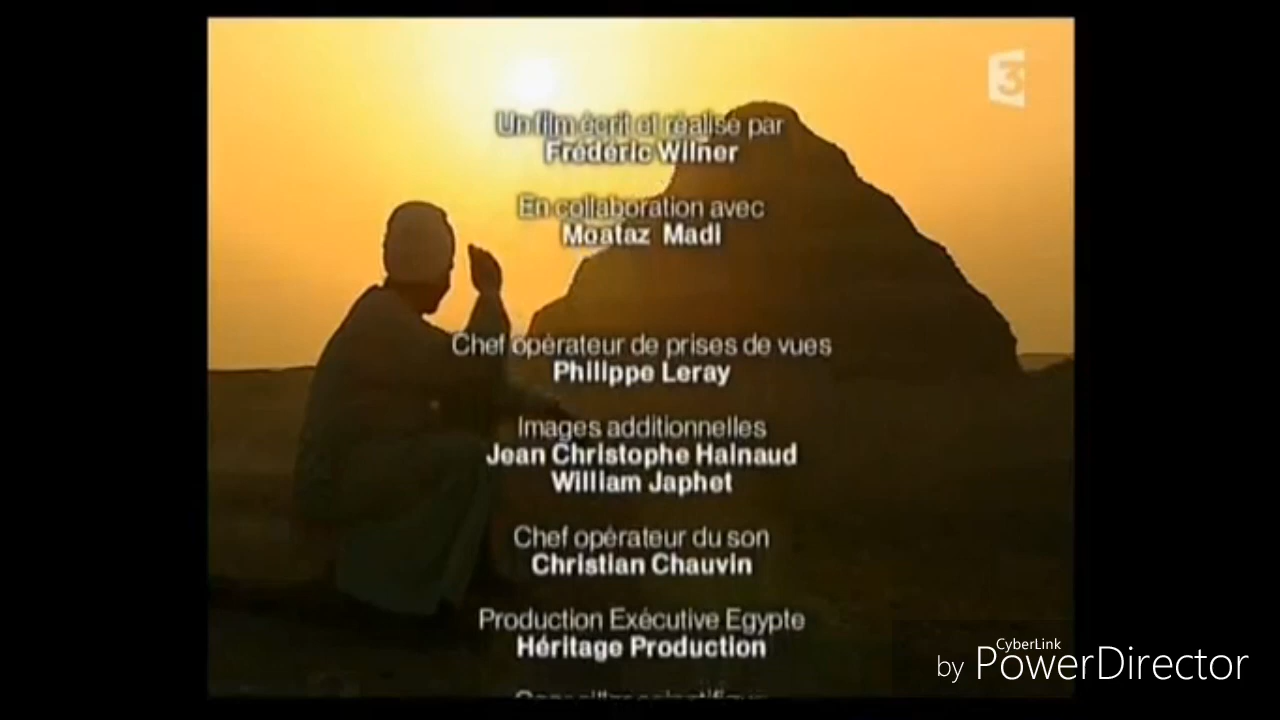 3
Un film écrit et réalisé par
Frédéric Wilner
En collaboration avec
Moataz Madi
Chef opérateur de prises de vues
Philippe Leray
Images additionnelles
Jean Christophe Hainaud
William Japhet
Chef opérateur du son
Christian Chauvin
Production Exécutive Egypte
Héritage Production
CyberLink
by PowerDirector